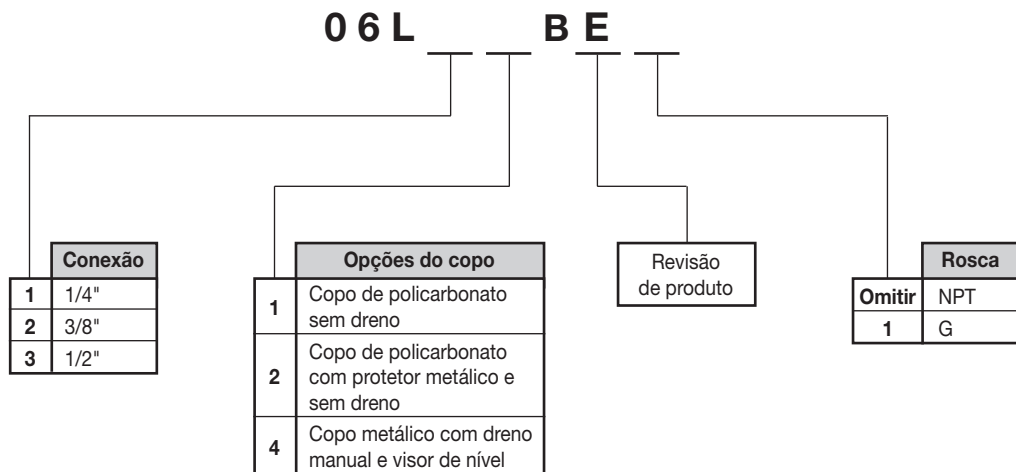 06L B E
Conexão
1 1/4"
2 3/8"
3 1/2"
Opções do copo
1 Copo de policarbonato
sem dreno
2 Copo de policarbonato
com protetor metálico e
sem dreno
4 Copo metálico com dreno
manual e visor de nível
Revisão
de produto
Rosca
Omitir NPT
1 G